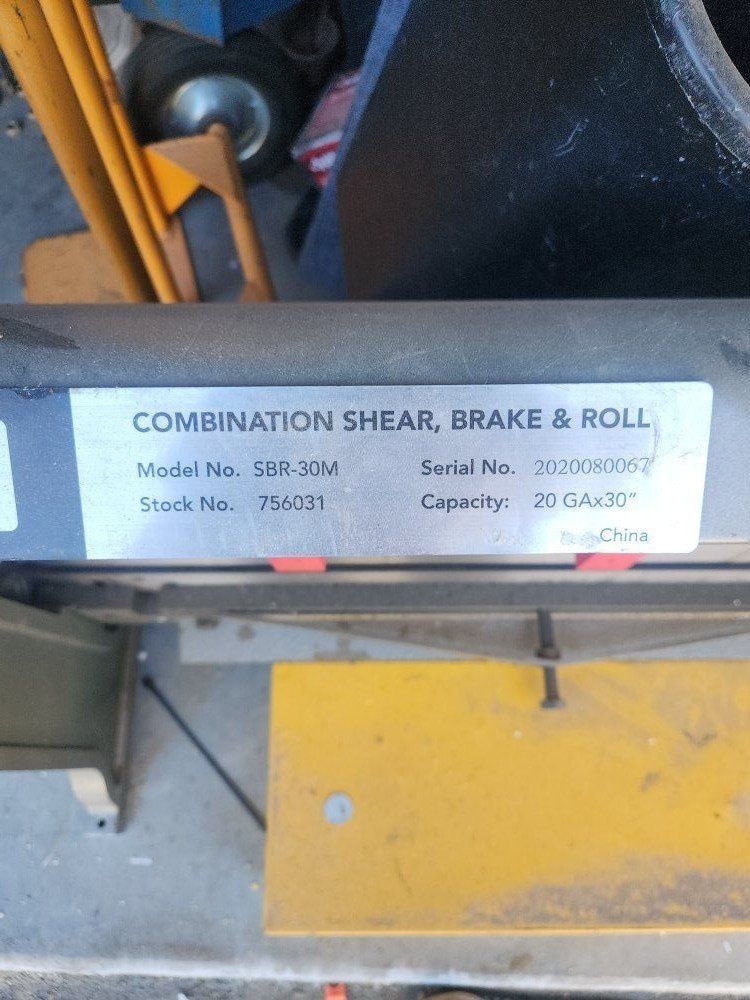 COMBINATION SHEAR, BRAKE & ROLL
Model No. SBR-30M Serial No. 2020080067
Stock No. 756031 Capacity: 20 GAx30”
China